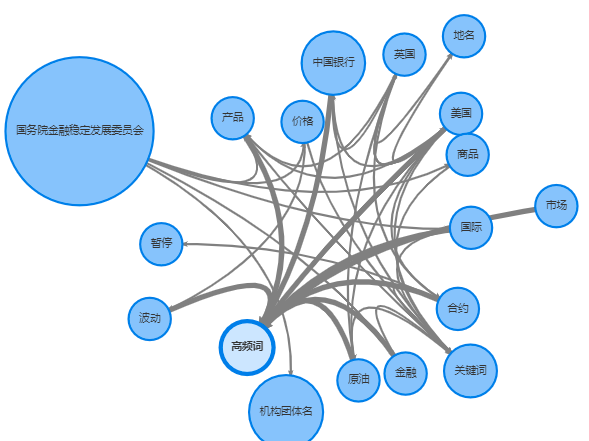 地名
英国
中国银行
美国
产品
价格
国务院金融稳定发展委员会
商品
市场
国际
暂停
合约
波动
高频词
关键词
金融
原油
机构团体名